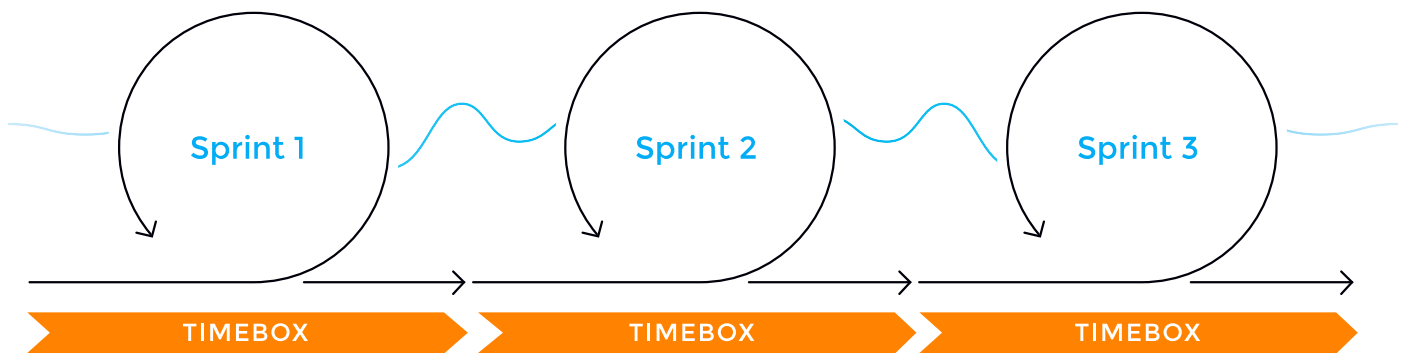 Sprint 1
Sprint 2
Sprint 3
TIMEBOX
TIMEBOX
TIMEBOX